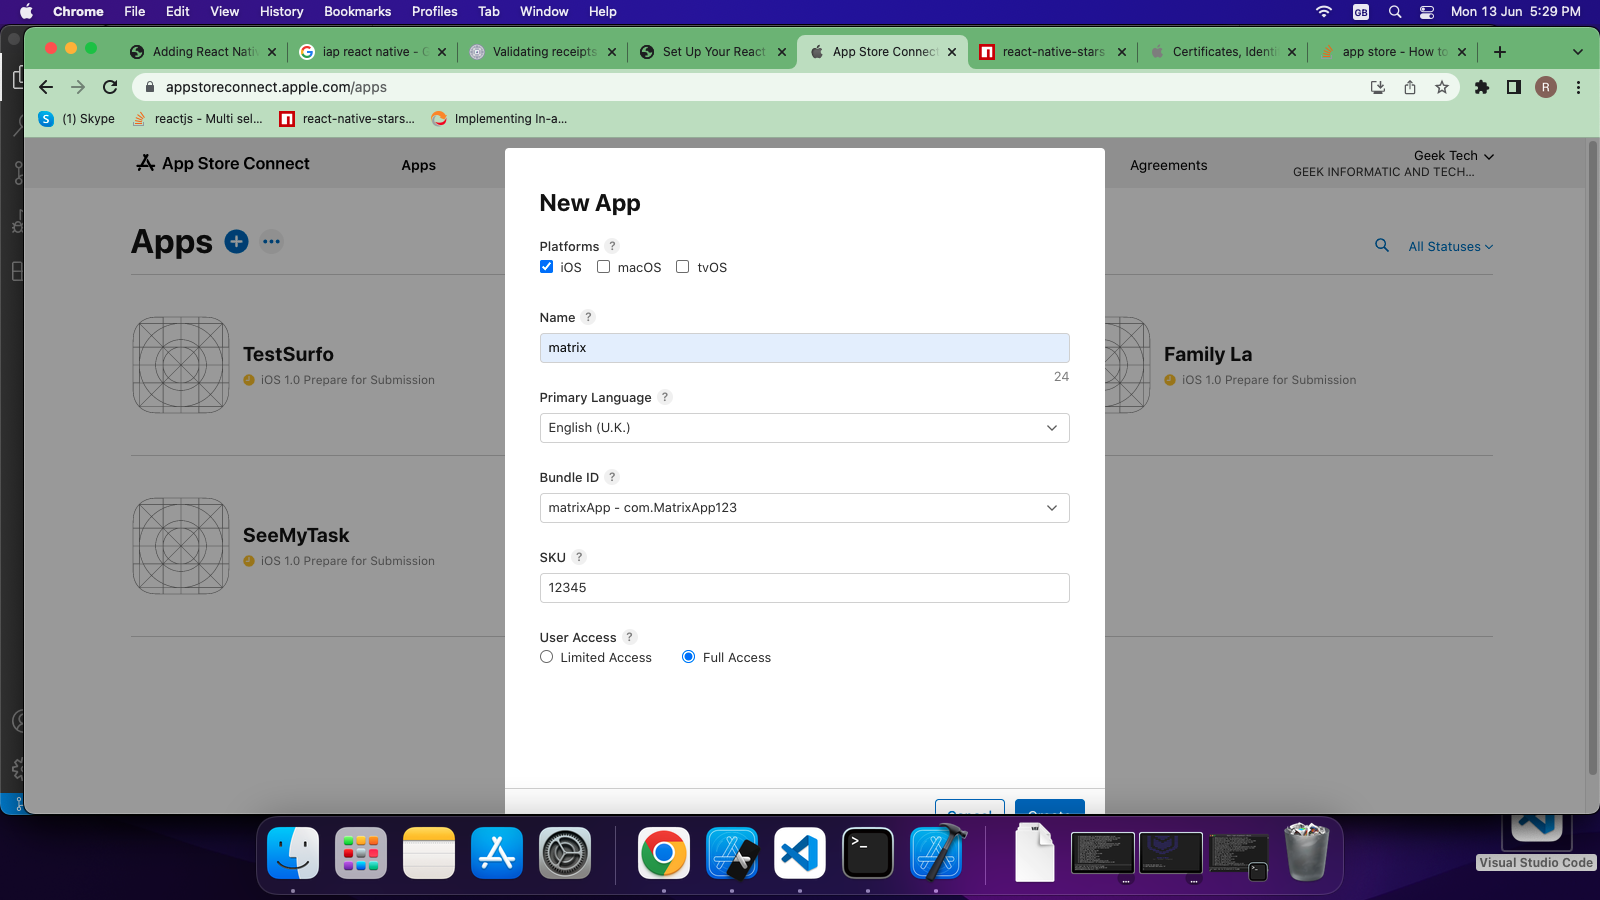 Chrome File Edit View History Bookmarks Profiles Tab Window Help GB Mon 13 Jun 5:29 PM
Adding React Nati iap react native - G Validating receipts Set Up Your React App Store Connect react-native-stars Certificates, Identi app store - How to
appstoreconnect.apple.com/apps R
S (1) Skype reactjs - Multi sel... n react-native-stars... Implementing In-a...
App Store Connect Apps Agreements Geek Tech
GEEK INFORMATIC AND TECH...
New App
Apps
All Statuses
Platforms ?
iOS macOS tvOS
Name ?
matrix
24
Primary Language ?
English (U.K.)
Bundle ID ?
matrixApp - com.MatrixApp123
SKU ?
12345
User Access ?
Limited Access Full Access
Cancel Create
TestSurfo
iOS 1.0 Prepare for Submission
Family La
iOS 1.0 Prepare for Submission
SeeMyTask
iOS 1.0 Prepare for Submission
Visual Studio Code